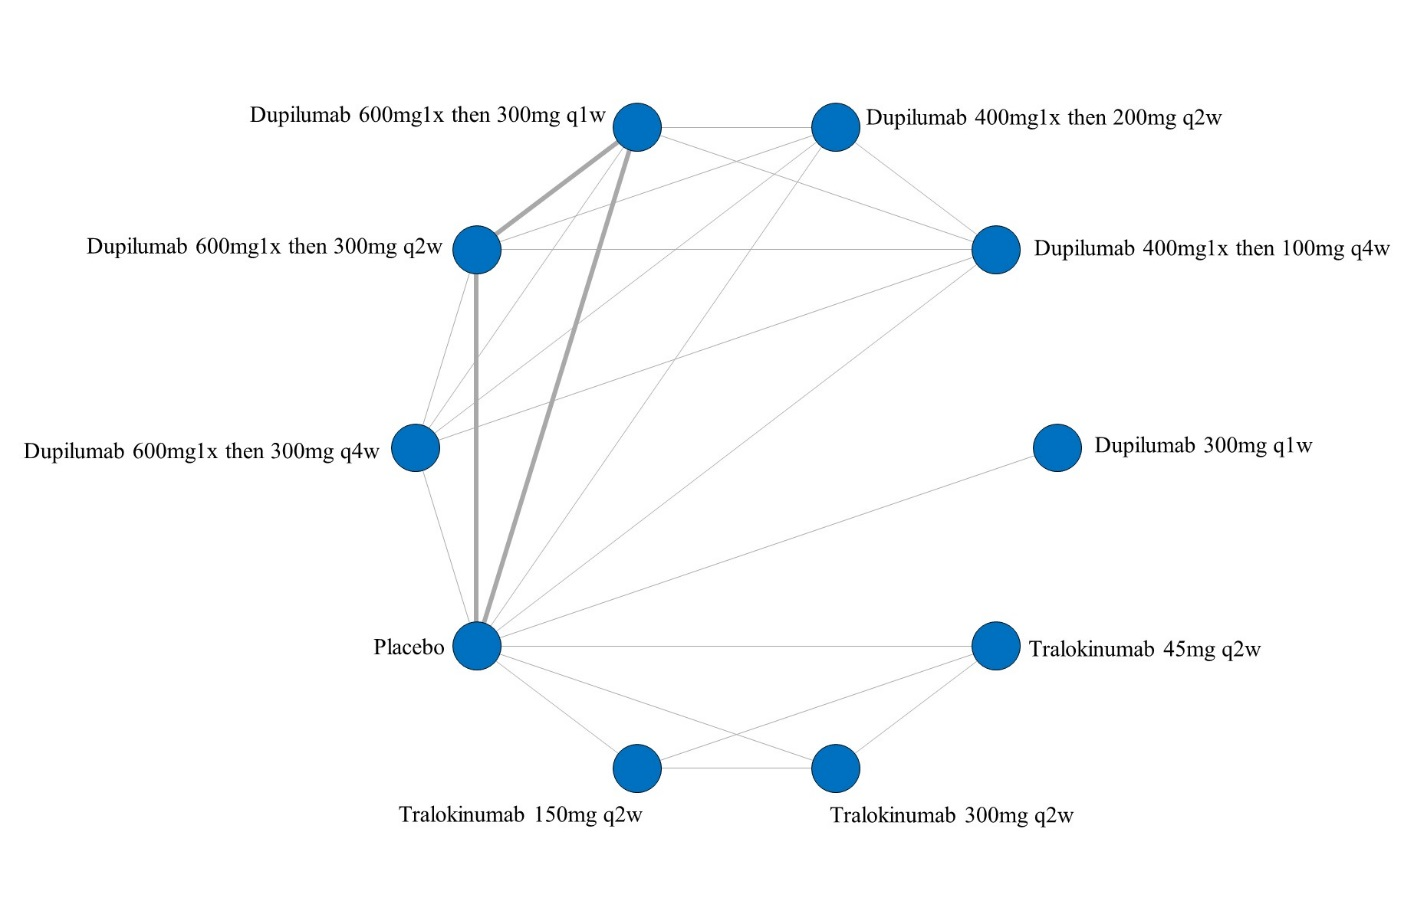 Dupilumab 600mg1x then 300mg q1w
Dupilumab 400mg1x then 200mg q2w
Dupilumab 600mg1x then 300mg q2w
Dupilumab 400mg1x then 100mg q4w
Dupilumab 600mg1x then 300mg q4w
Dupilumab 300mg q1w
Placebo
Tralokinumab 45mg q2w
Tralokinumab 150mg q2w
Tralokinumab 300mg q2w